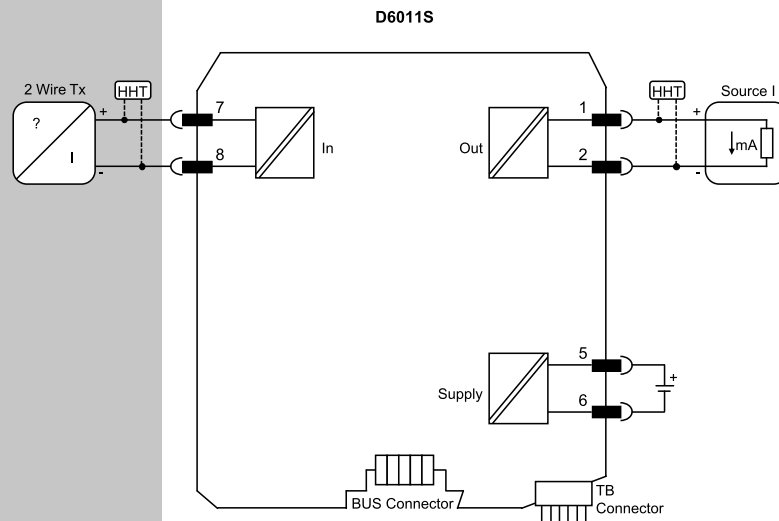 D6011S
2 Wire Tx
HHT
HHT
Source I
+
7
1
+
?
In
Out
mA
I
8
2
-
-
5
Supply
+
6
BUS Connector
TB
Connector